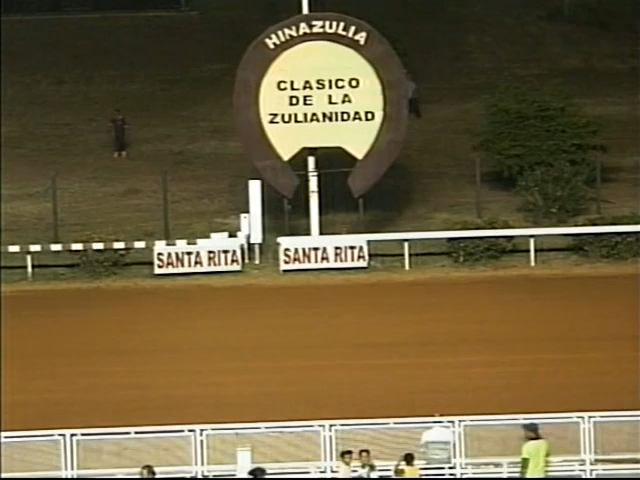 HINAZULIA
CLASICO
DE LA
ZULIANIDAD
SANTA RITA
SANTA RITA